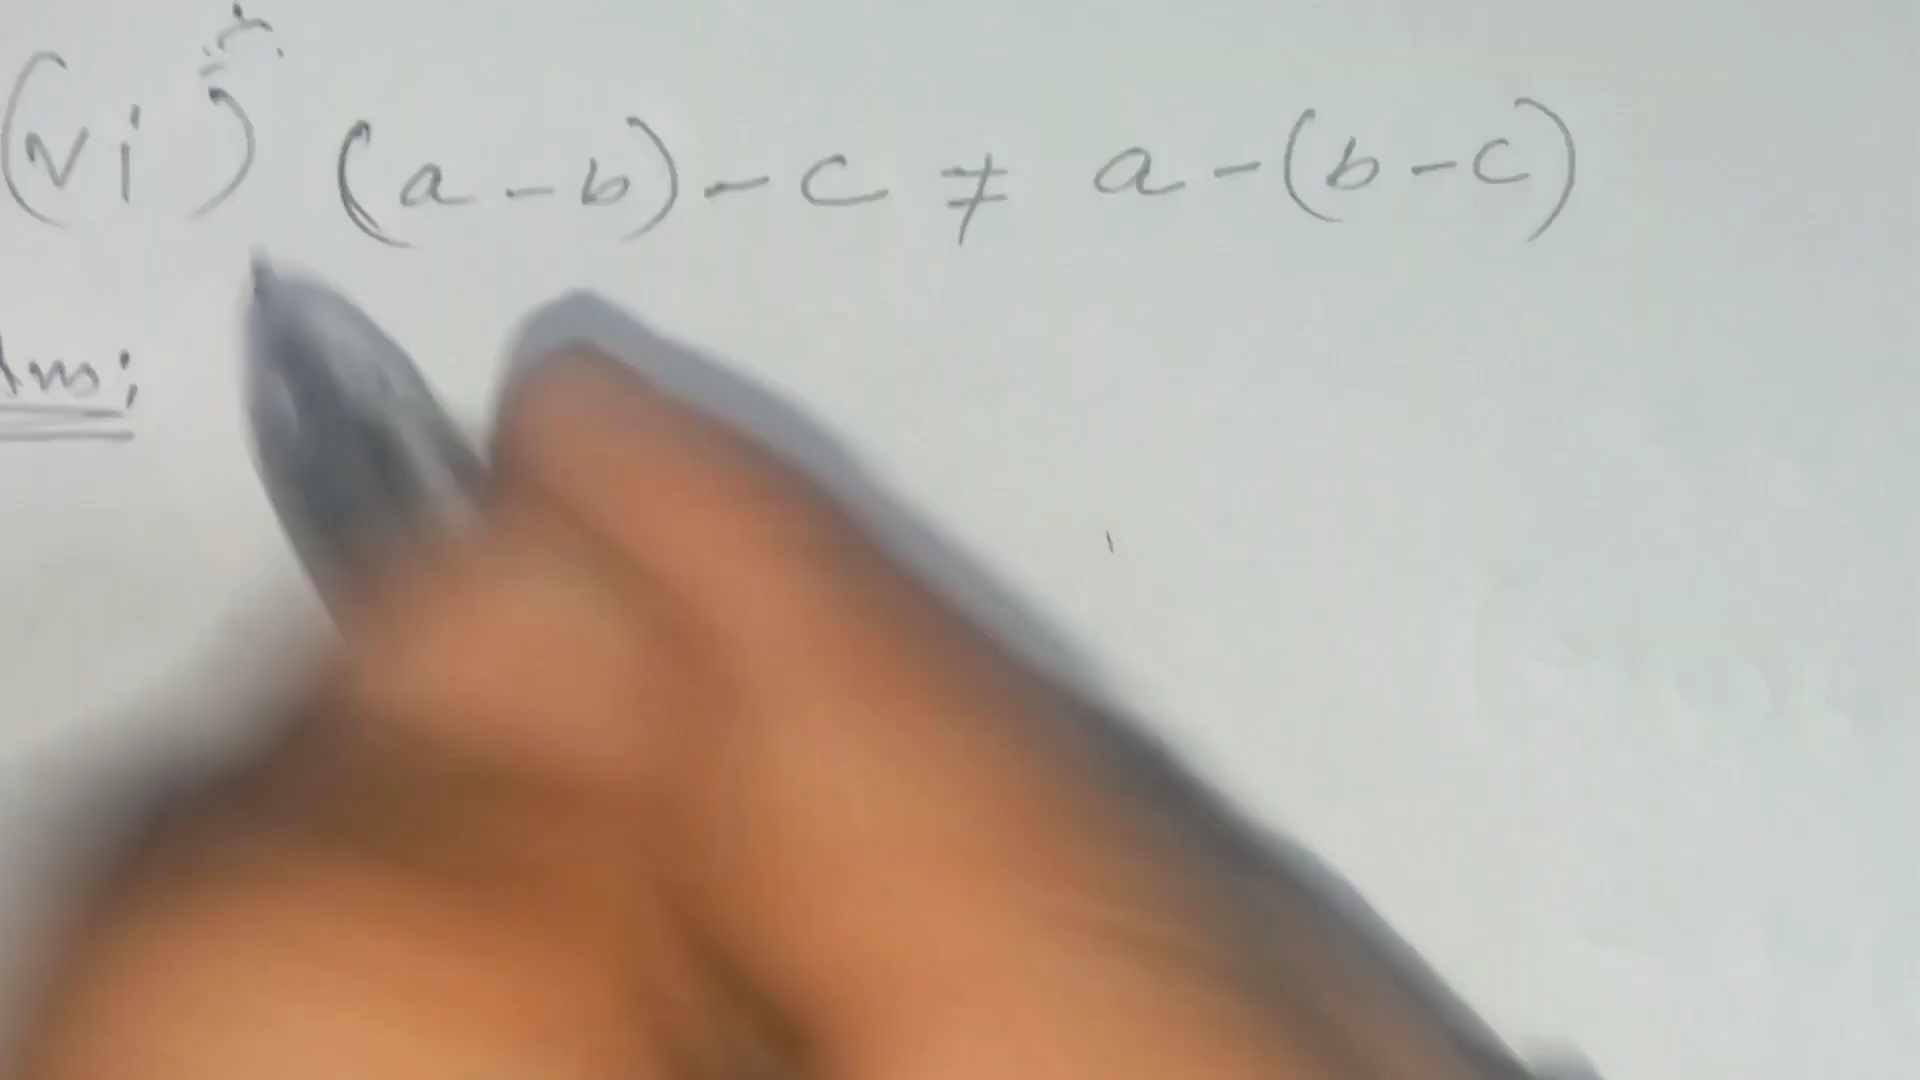 (vi) (a - b) - c ≠ a - (b - c)
Ans: